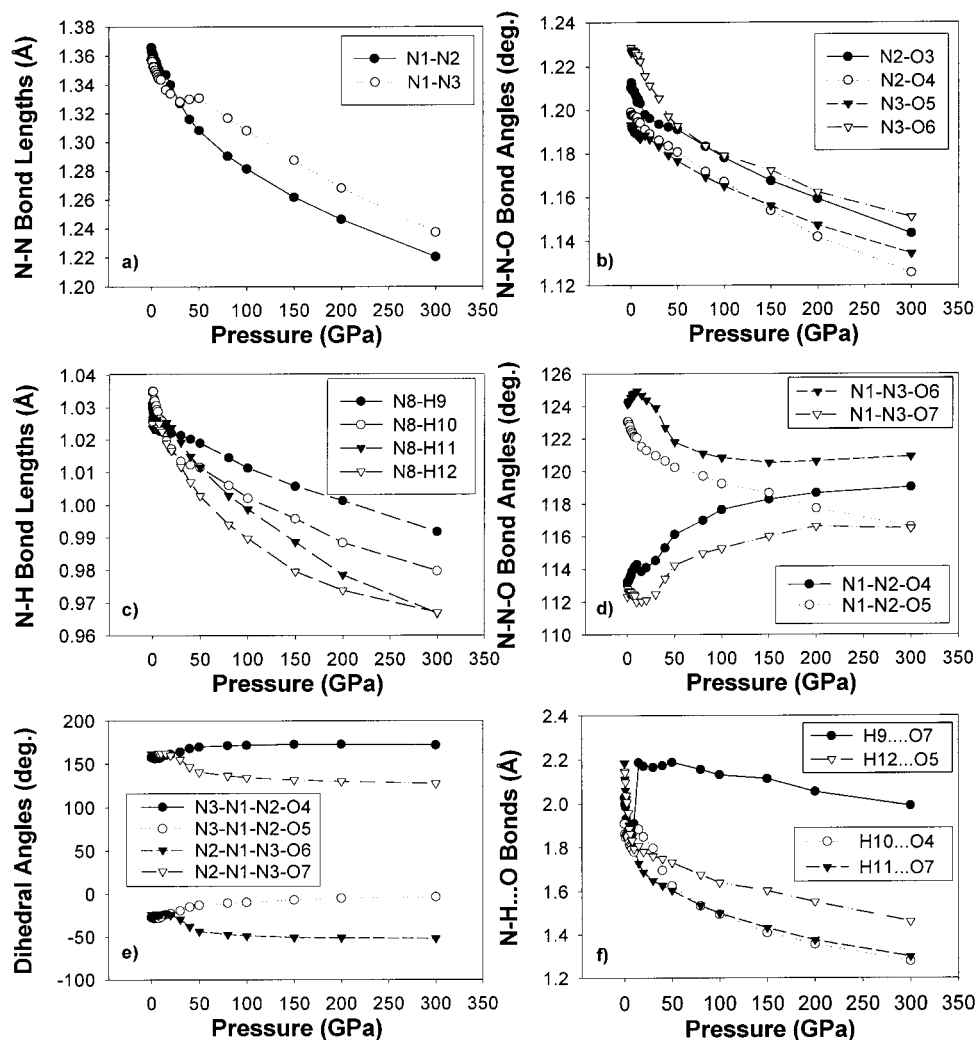 N-N Bond Lengths (Å)
1.38
1.36
1.34
1.32
1.30
1.28
1.26
1.24
1.22
1.20
N1-N2
N1-N3
a)
0 50 100 150 200 250 300 350
Pressure (GPa)
N-N-O Bond Angles (deg.)
1.24
1.22
1.20
1.18
1.16
1.14
1.12
N2-O3
N2-O4
N3-O5
N3-O6
b)
0 50 100 150 200 250 300 350
Pressure (GPa)
N-H Bond Lengths (Å)
1.04
1.03
1.02
1.01
1.00
0.99
0.98
0.97
0.96
N8-H9
N8-H10
N8-H11
N8-H12
c)
0 50 100 150 200 250 300 350
Pressure (GPa)
N-N-O Bond Angles (deg.)
126
124
122
120
118
116
114
112
110
N1-N3-O6
N1-N3-O7
N1-N2-O4
N1-N2-O5
d)
0 50 100 150 200 250 300 350
Pressure (GPa)
Dihedral Angles (deg.)
200
150
100
50
0
-50
-100
N3-N1-N2-O4
N3-N1-N2-O5
N2-N1-N3-O6
N2-N1-N3-O7
e)
0 50 100 150 200 250 300 350
Pressure (GPa)
N-H...O Bonds (Å)
2.4
2.2
2.0
1.8
1.6
1.4
1.2
H9....O7
H12...O5
H10....O4
H11...O7
f)
0 50 100 150 200 250 300 350
Pressure (GPa)